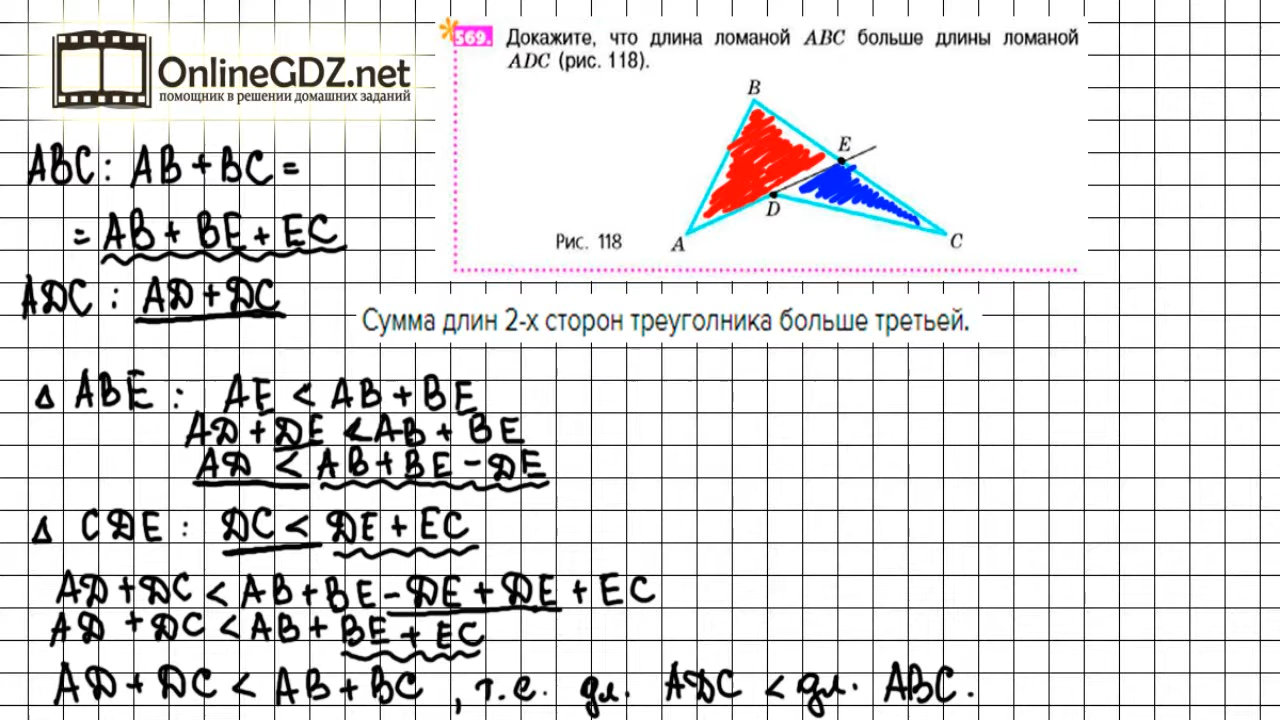 OnlineGDZ.net
помощник в решении домашних заданий
569. Докажите, что длина ломаной ABC больше длины ломаной
ADC (рис. 118).
B
E
D
A
C
Рис. 118
ABC : AB + BC =
= AB + BE + EC
ADC : AD + DC
Сумма длин 2-х сторон треуголника больше третьей.
Δ ABE : AE < AB + BE
AD + DE < AB + BE
AD < AB + BE - DE
Δ CDE : DC < DE + EC
AD + DC < AB + BE - DE + DE + EC
AD + DC < AB + BE + EC
AD + DC < AB + BC , т.е. дл. ADC < дл. ABC.